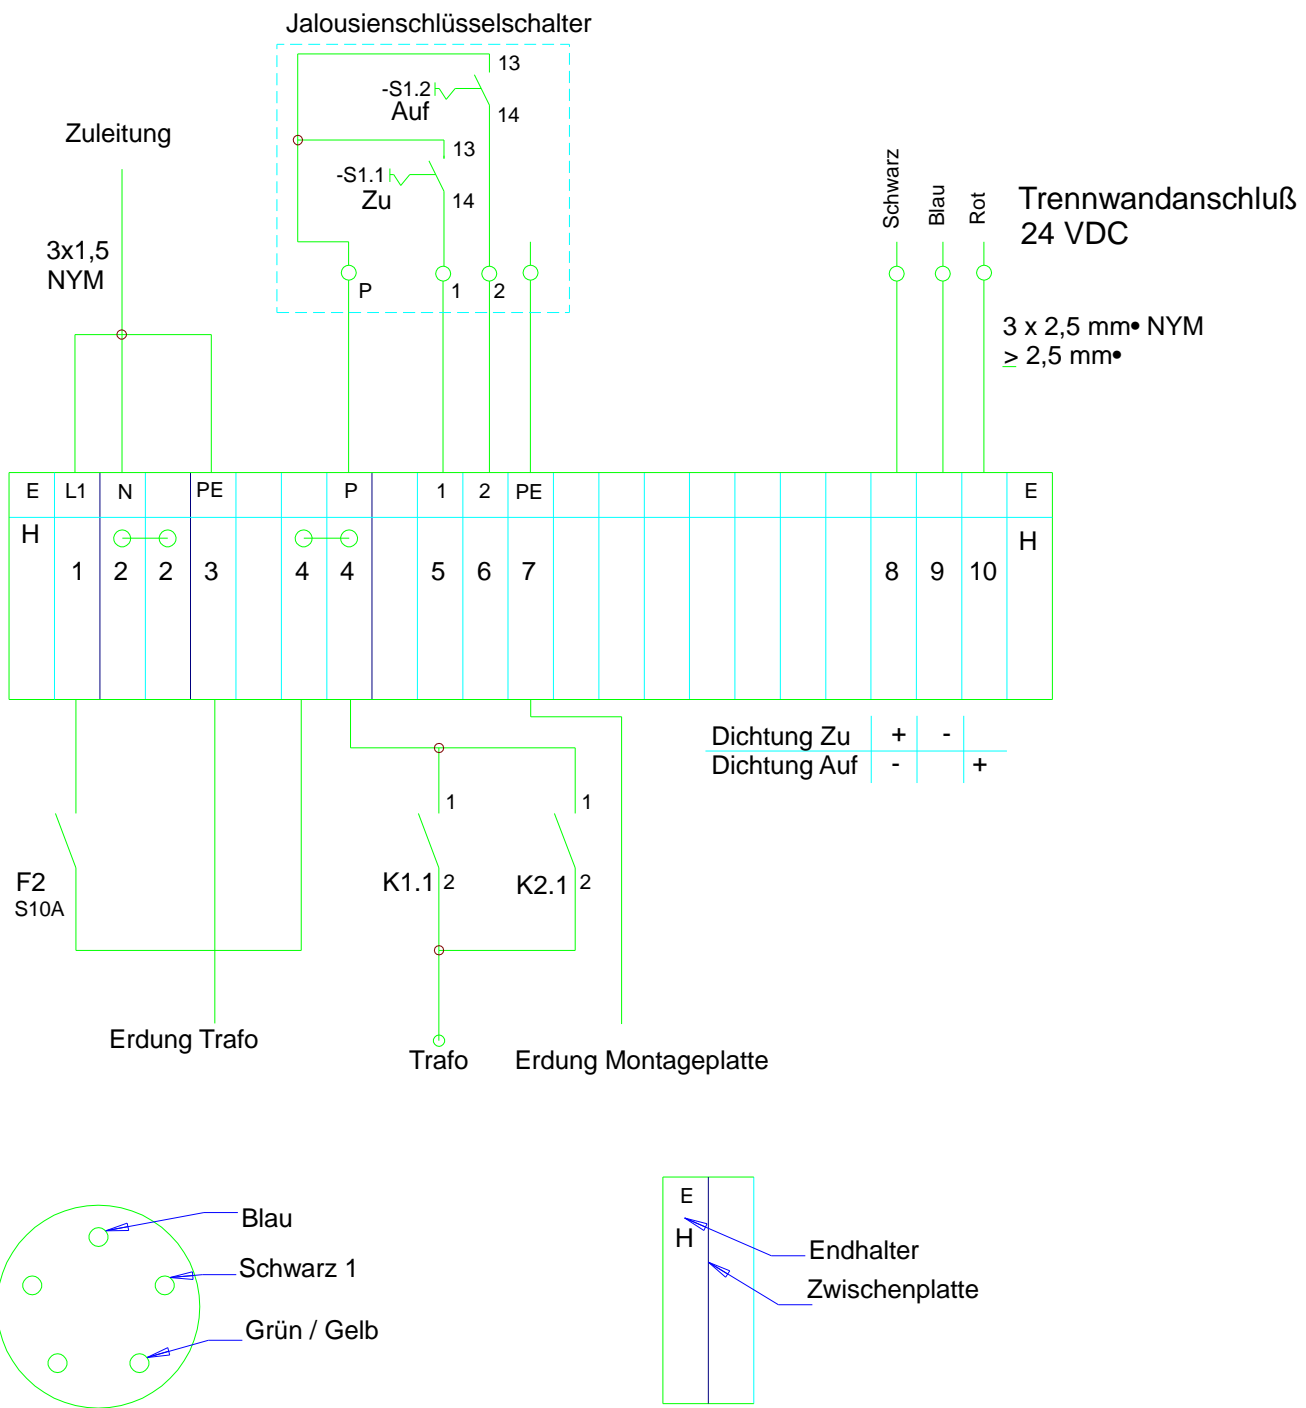 Jalousienschlüsselschalter
13
-S1.2
Auf
14
Zuleitung
13
-S1.1
Zu
14
Schwarz
Blau
Rot
Trennwandanschluß
24 VDC
3x1,5
NYM
P
1
2
3 x 2,5 mm• NYM
≥ 2,5 mm•
E L1 N PE P 1 2 PE E
H H
1 2 2 3 4 4 5 6 7 8 9 10
Dichtung Zu + -
Dichtung Auf - +
1 1
F2
S10A
K1.1 2
K2.1 2
Erdung Trafo
Trafo
Erdung Montageplatte
Blau
Schwarz 1
Grün / Gelb
E
H
Endhalter
Zwischenplatte